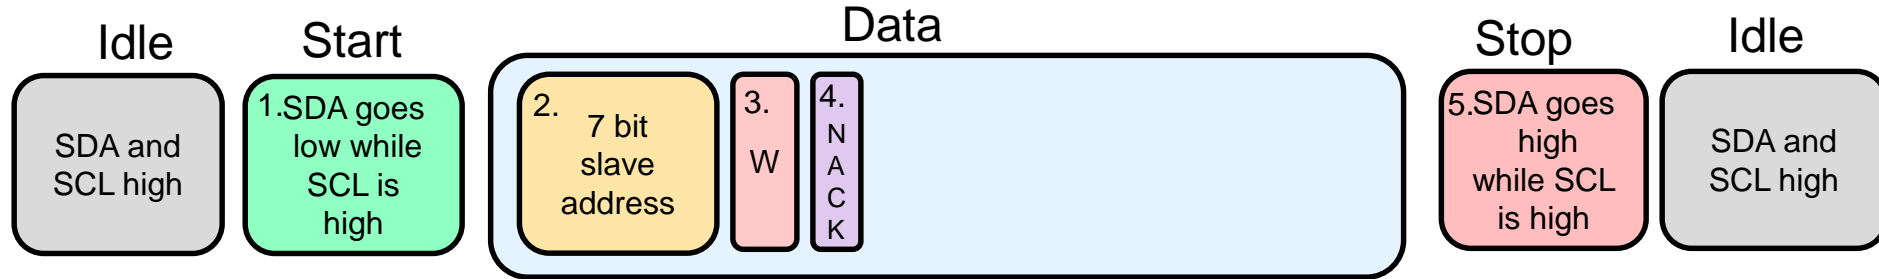 Idle
Start
Data
Stop
Idle
SDA and
SCL high
1.SDA goes
low while
SCL is
high
2.
7 bit
slave
address
3.
W
4.
N
A
C
K
5.SDA goes
high
while SCL
is high
SDA and
SCL high